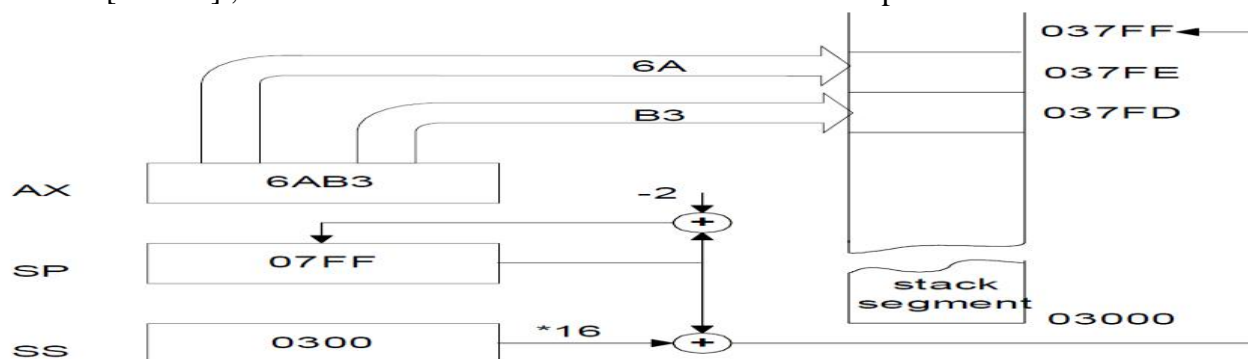 037FF
6A
037FE
B3
037FD
AX
6AB3
-2
+
SP
07FF
stack
segment
03000
SS
0300
*16
+